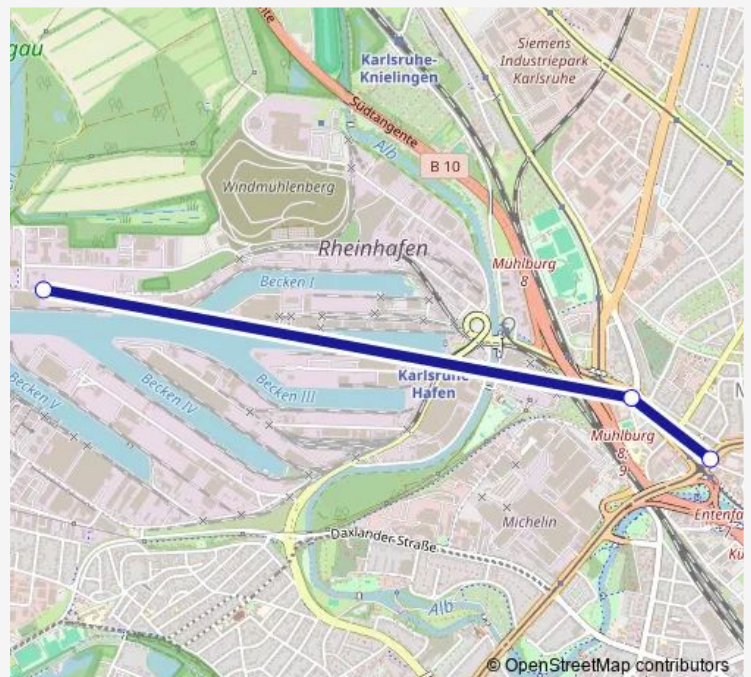 gau
Karlsruhe-
Knielingen
Siemens
Industriepark
Karlsruhe
Südtangente
Alb
B 10
Windmühlenberg
Rheinhafen
Mühlburg
8
Becken I
Karlsruhe
Hafen
Becken III
Becken IV
Becken V
Mühlburg
8;
9
Michelin
Entenfa
Daxlander Straße
Alb
© OpenStreetMap contributors